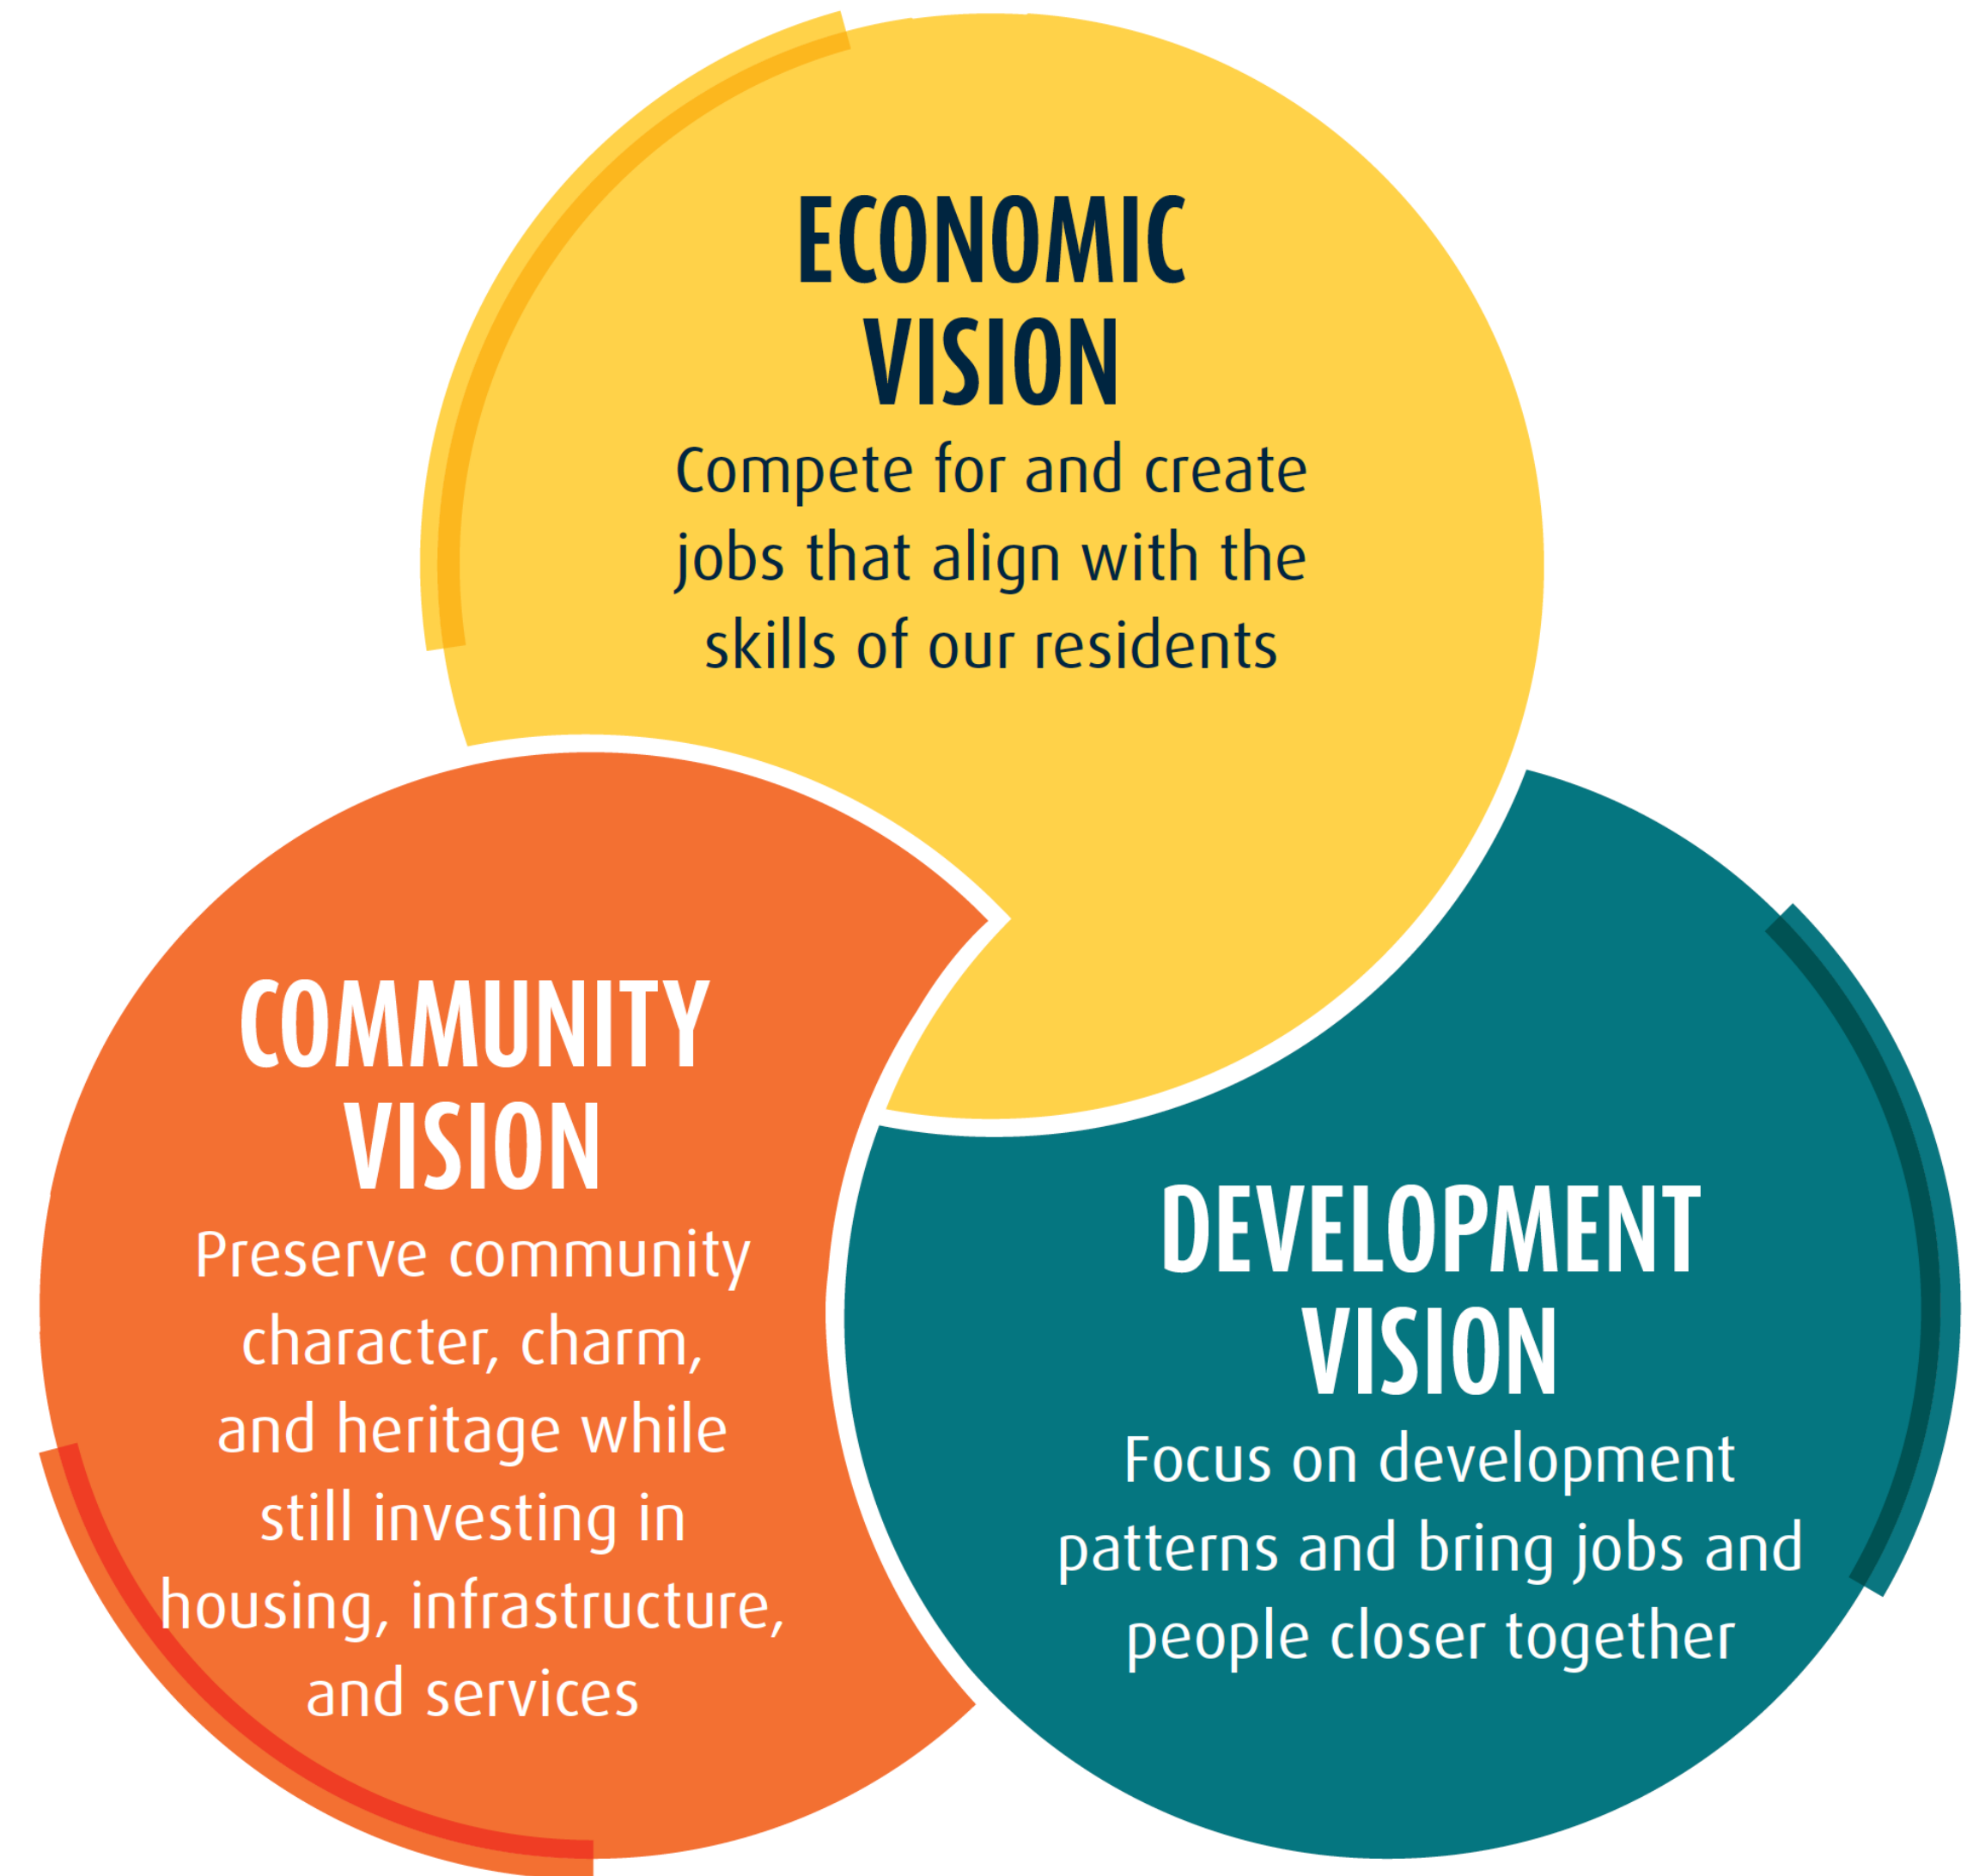 ECONOMIC
VISION
Compete for and create
jobs that align with the
skills of our residents
COMMUNITY
VISION
Preserve community
character, charm,
and heritage while
still investing in
housing, infrastructure,
and services
DEVELOPMENT
VISION
Focus on development
patterns and bring jobs and
people closer together